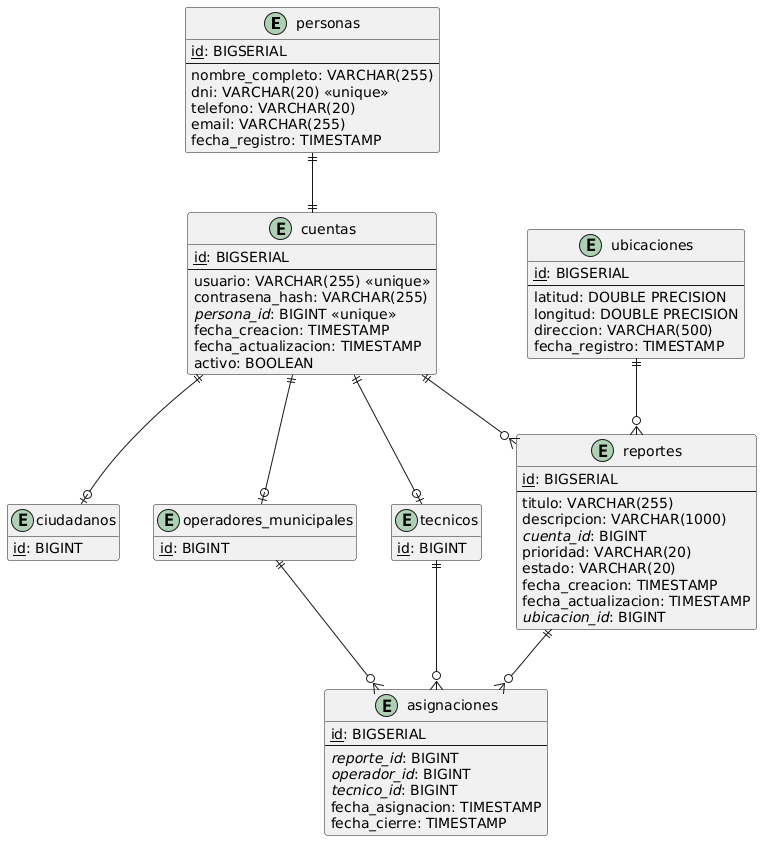 E personas
id: BIGSERIAL
nombre_completo: VARCHAR(255)
dni: VARCHAR(20) «unique»
telefono: VARCHAR(20)
email: VARCHAR(255)
fecha_registro: TIMESTAMP
E cuentas
id: BIGSERIAL
usuario: VARCHAR(255) «unique»
contrasena_hash: VARCHAR(255)
persona_id: BIGINT «unique»
fecha_creacion: TIMESTAMP
fecha_actualizacion: TIMESTAMP
activo: BOOLEAN
E ubicaciones
id: BIGSERIAL
latitud: DOUBLE PRECISION
longitud: DOUBLE PRECISION
direccion: VARCHAR(500)
fecha_registro: TIMESTAMP
E ciudadanos
id: BIGINT
E operadores_municipales
id: BIGINT
E tecnicos
id: BIGINT
E reportes
id: BIGSERIAL
titulo: VARCHAR(255)
descripcion: VARCHAR(1000)
cuenta_id: BIGINT
prioridad: VARCHAR(20)
estado: VARCHAR(20)
fecha_creacion: TIMESTAMP
fecha_actualizacion: TIMESTAMP
ubicacion_id: BIGINT
E asignaciones
id: BIGSERIAL
reporte_id: BIGINT
operador_id: BIGINT
tecnico_id: BIGINT
fecha_asignacion: TIMESTAMP
fecha_cierre: TIMESTAMP